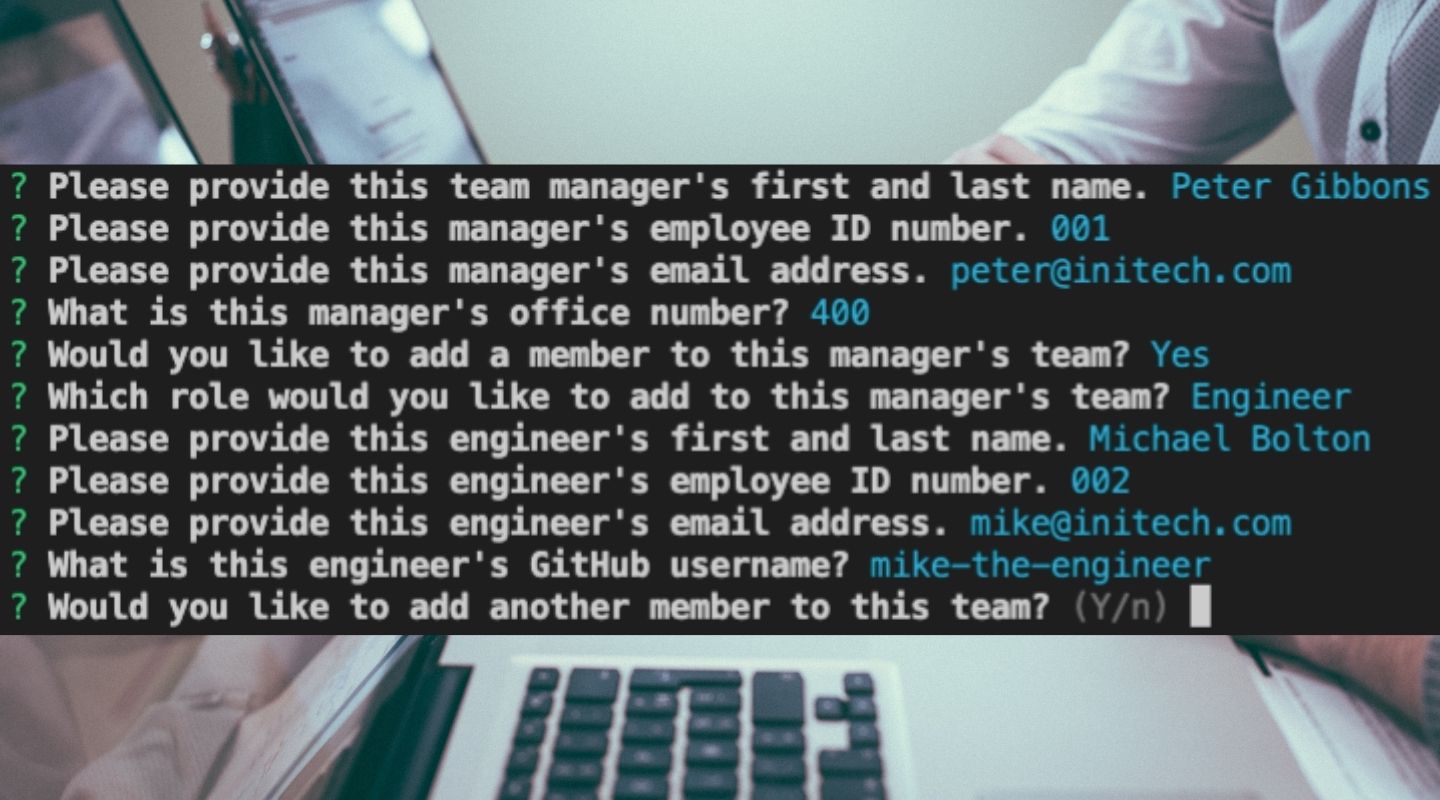 ? Please provide this team manager's first and last name. Peter Gibbons
? Please provide this manager's employee ID number. 001
? Please provide this manager's email address. peter@initech.com
? What is this manager's office number? 400
? Would you like to add a member to this manager's team? Yes
? Which role would you like to add to this manager's team? Engineer
? Please provide this engineer's first and last name. Michael Bolton
? Please provide this engineer's employee ID number. 002
? Please provide this engineer's email address. mike@initech.com
? What is this engineer's GitHub username? mike-the-engineer
? Would you like to add another member to this team? (Y/n)